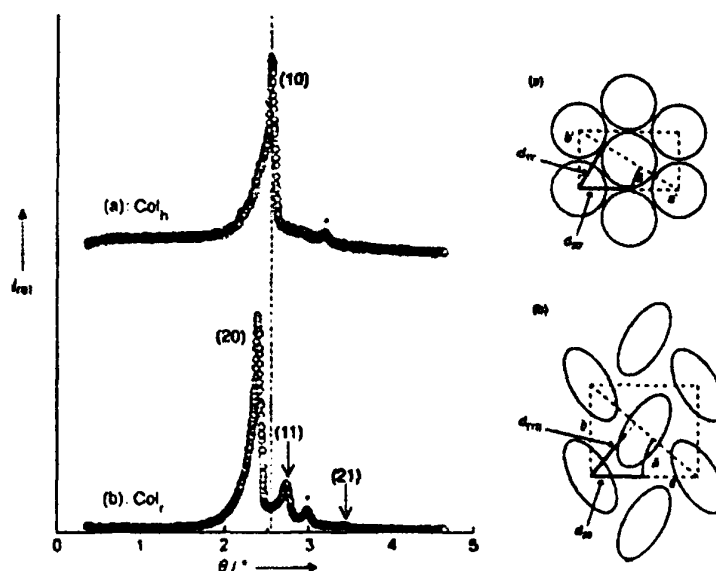 (10)
(a): Col_h
I_rel
(20)
(11)
(21)
(b): Col_r
0 1 2 3 4 5
θ / °
(a)
b
a
(b)
b